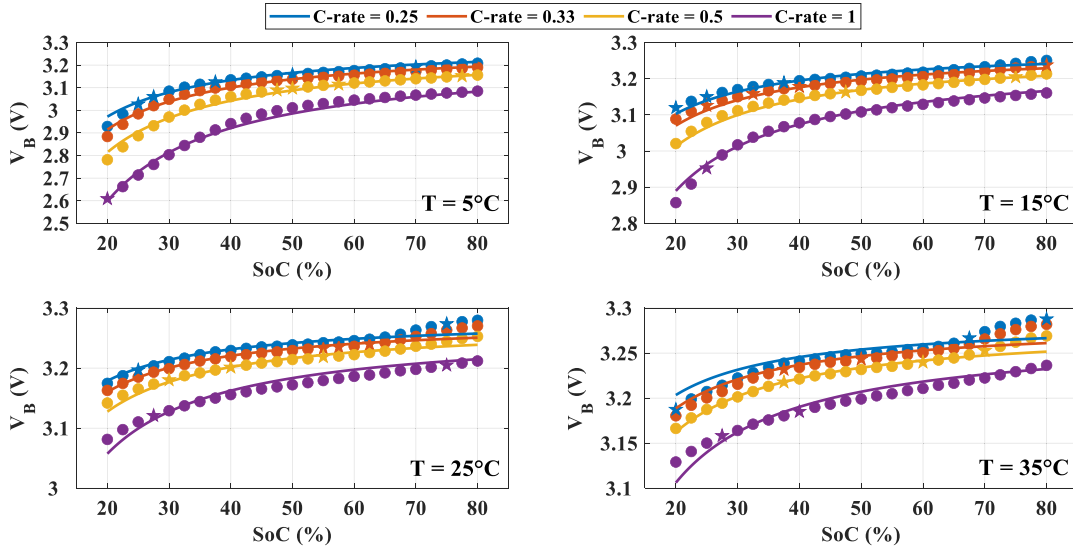 C-rate = 0.25 C-rate = 0.33 C-rate = 0.5 C-rate = 1
3.3
3.2
3.1
3
2.9
2.8
2.7
2.6
2.5
V_B (V)
T = 5°C
20 30 40 50 60 70 80
SoC (%)
3.3
3.2
3.1
3
2.9
2.8
V_B (V)
T = 15°C
20 30 40 50 60 70 80
SoC (%)
3.3
3.2
3.1
3
V_B (V)
T = 25°C
20 30 40 50 60 70 80
SoC (%)
3.3
3.25
3.2
3.15
3.1
V_B (V)
T = 35°C
20 30 40 50 60 70 80
SoC (%)